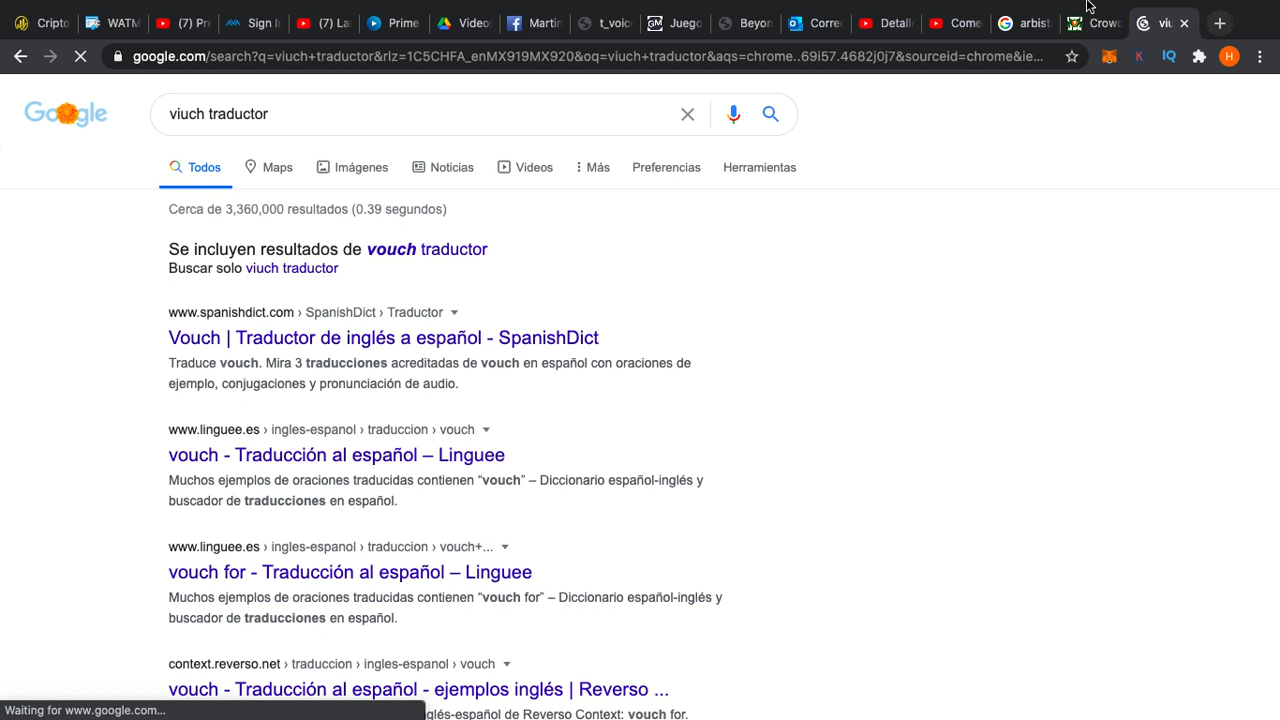 Cripto
WATM
(7) Pr
Sign I
(7) La
Prime
Video
Martin
t_voic
Juego
Beyon
Corre
Detall
Come
arbist
Crowd
viu
google.com/search?q=viuch+traductor&rlz=1C5CHFA_enMX919MX920&oq=viuch+traductor&aqs=chrome..69i57.4682j0j7&sourceid=chrome&ie...
K
IQ
H
Google
viuch traductor
Todos Maps Imágenes Noticias Videos Más Preferencias Herramientas
Cerca de 3,360,000 resultados (0.39 segundos)
Se incluyen resultados de vouch traductor
Buscar solo viuch traductor
www.spanishdict.com › SpanishDict › Traductor
Vouch | Traductor de inglés a español - SpanishDict
Traduce vouch. Mira 3 traducciones acreditadas de vouch en español con oraciones de
ejemplo, conjugaciones y pronunciación de audio.
www.linguee.es › ingles-espanol › traduccion › vouch
vouch - Traducción al español – Linguee
Muchos ejemplos de oraciones traducidas contienen “vouch” – Diccionario español-inglés y
buscador de traducciones en español.
www.linguee.es › ingles-espanol › traduccion › vouch+...
vouch for - Traducción al español – Linguee
Muchos ejemplos de oraciones traducidas contienen “vouch for” – Diccionario español-inglés y
buscador de traducciones en español.
context.reverso.net › traduccion › ingles-espanol › vouch
vouch - Traducción al español - ejemplos inglés | Reverso ...
glés-español de Reverso Context: vouch for.
Waiting for www.google.com...